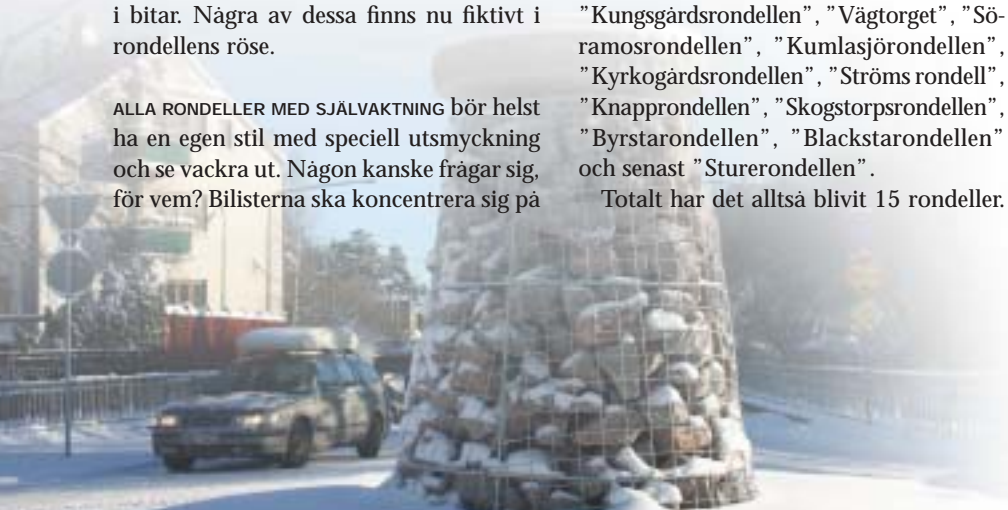 i bitar. Några av dessa finns nu fiktivt i
rondellens röse.
ALLA RONDELLER MED SJÄLVAKTNING bör helst
ha en egen stil med speciell utsmyckning
och se vackra ut. Någon kanske frågar sig,
för vem? Bilisterna ska koncentrera sig på
"Kungsgårdsrondellen", "Vägtorget", "Sö-
ramosrondellen", "Kumlasjörondellen",
"Kyrkogårdsrondellen", "Ströms rondell",
"Knapprondellen", "Skogstorpsrondellen",
"Byrstarondellen", "Blackstarondellen"
och senast "Sturerondellen".
Totalt har det alltså blivit 15 rondeller.